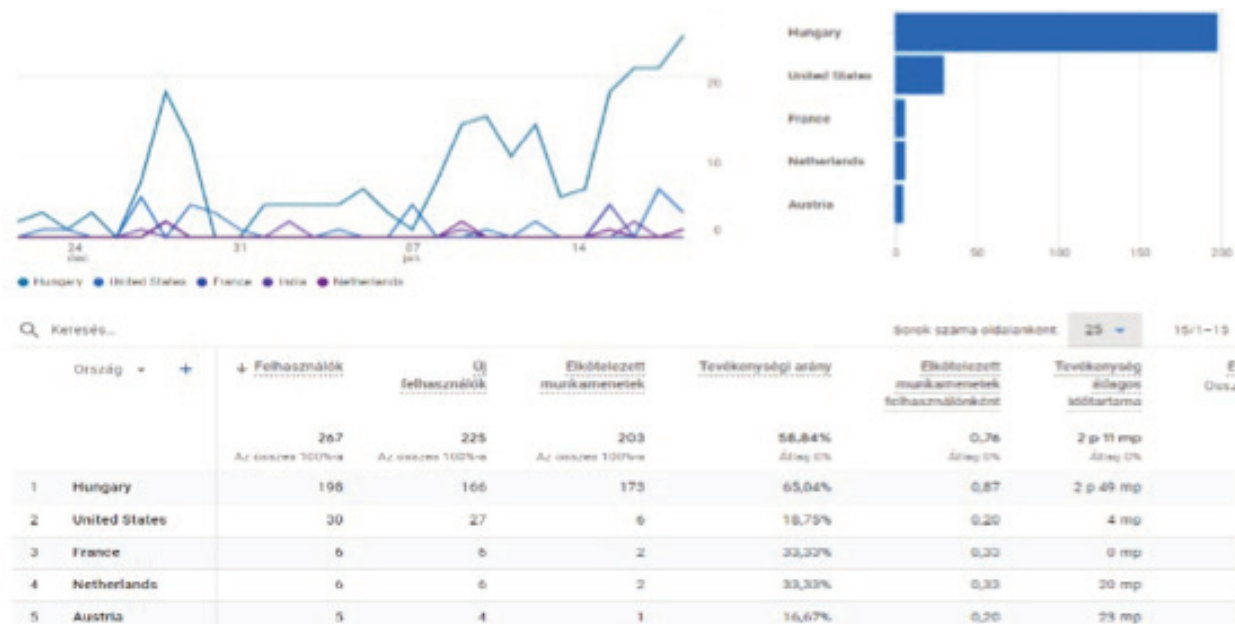 Hungary
United States
France
Netherlands
Austria
20
10
0
24
dec.
31
07
jan.
14
0
50
100
150
200
Hungary United States France India Netherlands
Keresés...
Sorok száma oldalanként: 25 15/1–15
Ország + ↓ Felhasználók Új felhasználók Elkötelezett munkamenetek Tevékenységi arány Elkötelezett munkamenetek felhasználónként Tevékenység átlagos időtartama
267 225 203 58,84% 0,76 2 p 11 mp
Az összes 100%-a Az összes 100%-a Az összes 100%-a Átlag 0% Átlag 0% Átlag 0%
1 Hungary 198 166 173 65,04% 0,87 2 p 49 mp
2 United States 30 27 6 18,75% 0,20 4 mp
3 France 6 6 2 33,33% 0,33 0 mp
4 Netherlands 6 6 2 33,33% 0,33 20 mp
5 Austria 5 4 1 16,67% 0,20 23 mp